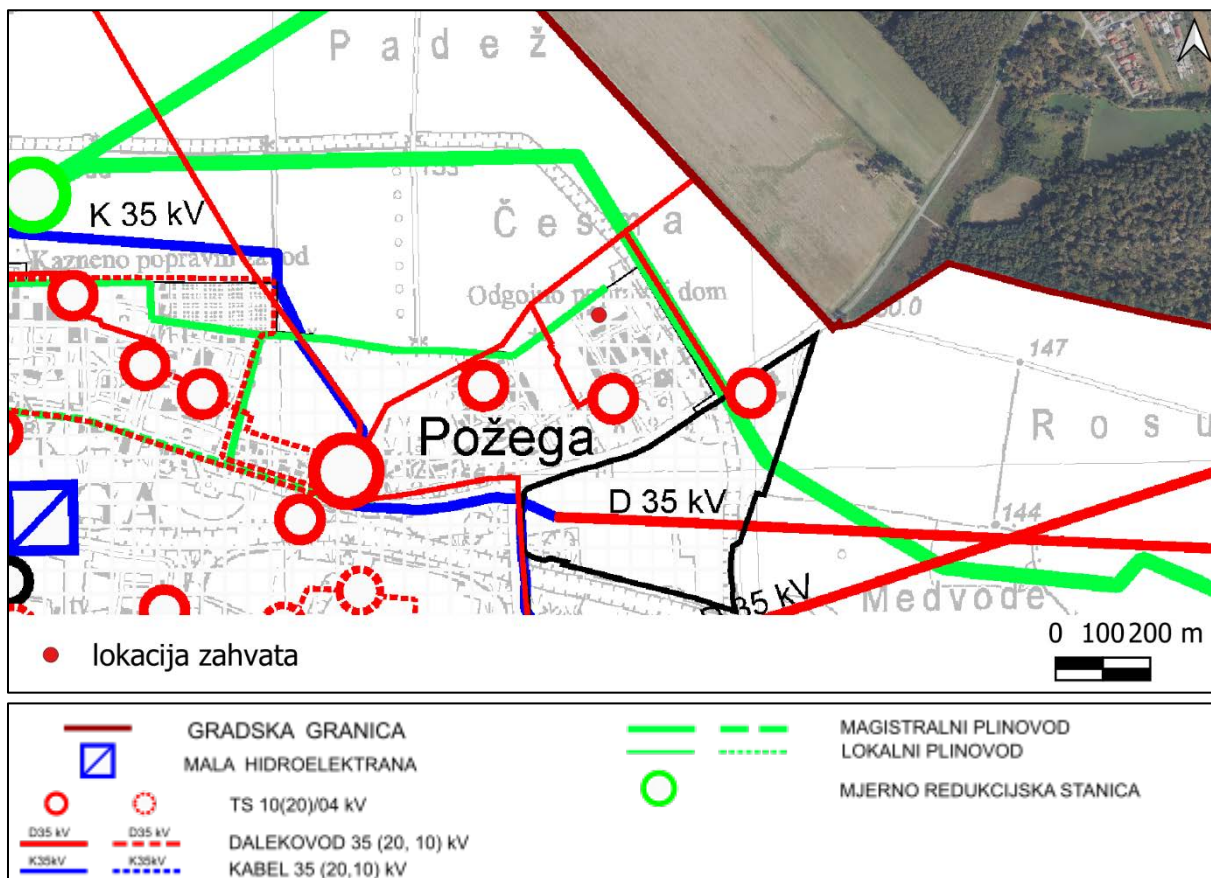 Padež
K 35 kV
Česma
Kazneno popravni zavod
Odgojno popravni dom
147
Požega
D 35 kV
144
Medvode
D 35 kV
0 100 200 m
lokacija zahvata
GRADSKA GRANICA
MALA HIDROELEKTRANA
TS 10(20)/04 kV
D35 kV D35 kV
DALEKOVOD 35 (20, 10) kV
K35kV K35kV
KABEL 35 (20,10) kV
MAGISTRALNI PLINOVOD
LOKALNI PLINOVOD
MJERNO REDUKCIJSKA STANICA